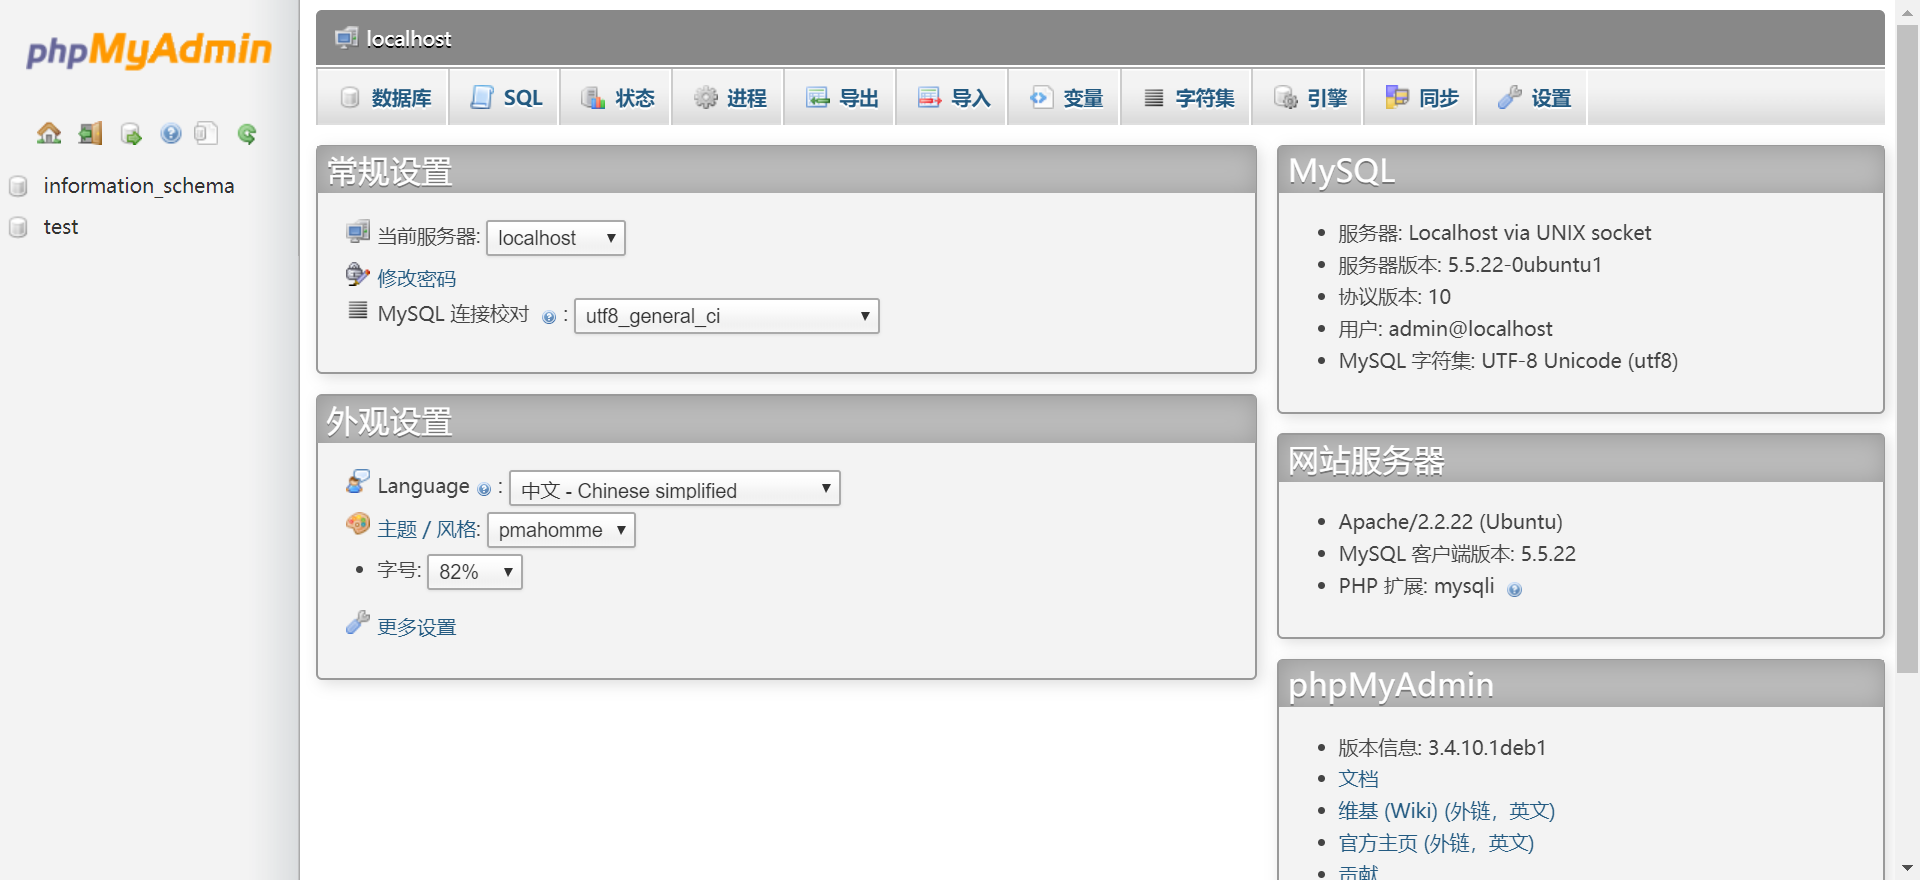 phpMyAdmin
information_schema
test
localhost
数据库 SQL 状态 进程 导出 导入 变量 字符集 引擎 同步 设置
常规设置
当前服务器: localhost
修改密码
MySQL 连接校对 : utf8_general_ci
外观设置
Language : 中文 - Chinese simplified
主题 / 风格: pmahomme
字号: 82%
更多设置
MySQL
服务器: Localhost via UNIX socket
服务器版本: 5.5.22-0ubuntu1
协议版本: 10
用户: admin@localhost
MySQL 字符集: UTF-8 Unicode (utf8)
网站服务器
Apache/2.2.22 (Ubuntu)
MySQL 客户端版本: 5.5.22
PHP 扩展: mysqli
phpMyAdmin
版本信息: 3.4.10.1deb1
文档
维基 (Wiki) (外链，英文)
官方主页 (外链，英文)
贡献